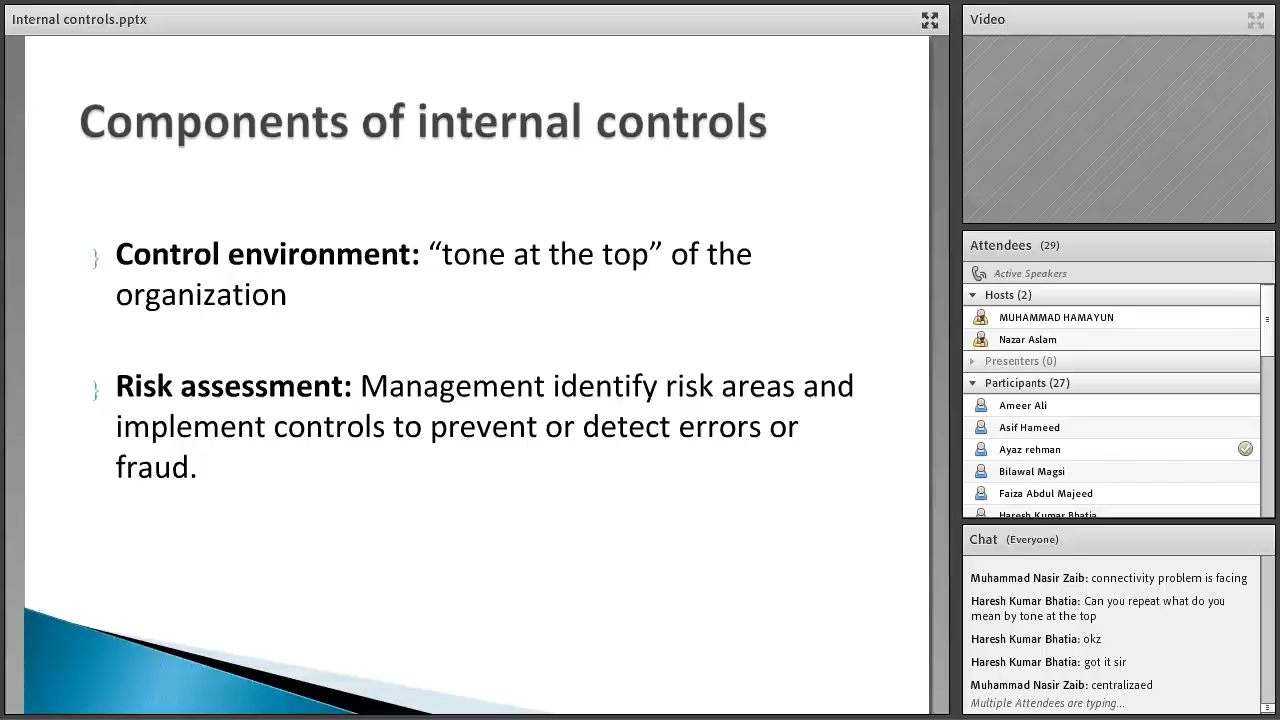 Internal controls.pptx
Components of internal controls
Control environment: “tone at the top” of the
organization
Risk assessment: Management identify risk areas and
implement controls to prevent or detect errors or
fraud.
Video
Attendees (29)
Active Speakers
Hosts (2)
MUHAMMAD HAMAYUN
Nazar Aslam
Presenters (0)
Participants (27)
Ameer Ali
Asif Hameed
Ayaz rehman
Bilawal Magsi
Faiza Abdul Majeed
Haresh Kumar Bhatia
Chat (Everyone)
Muhammad Nasir Zaib: connectivity problem is facing
Haresh Kumar Bhatia: Can you repeat what do you
mean by tone at the top
Haresh Kumar Bhatia: okz
Haresh Kumar Bhatia: got it sir
Muhammad Nasir Zaib: centralizaed
Multiple Attendees are typing...